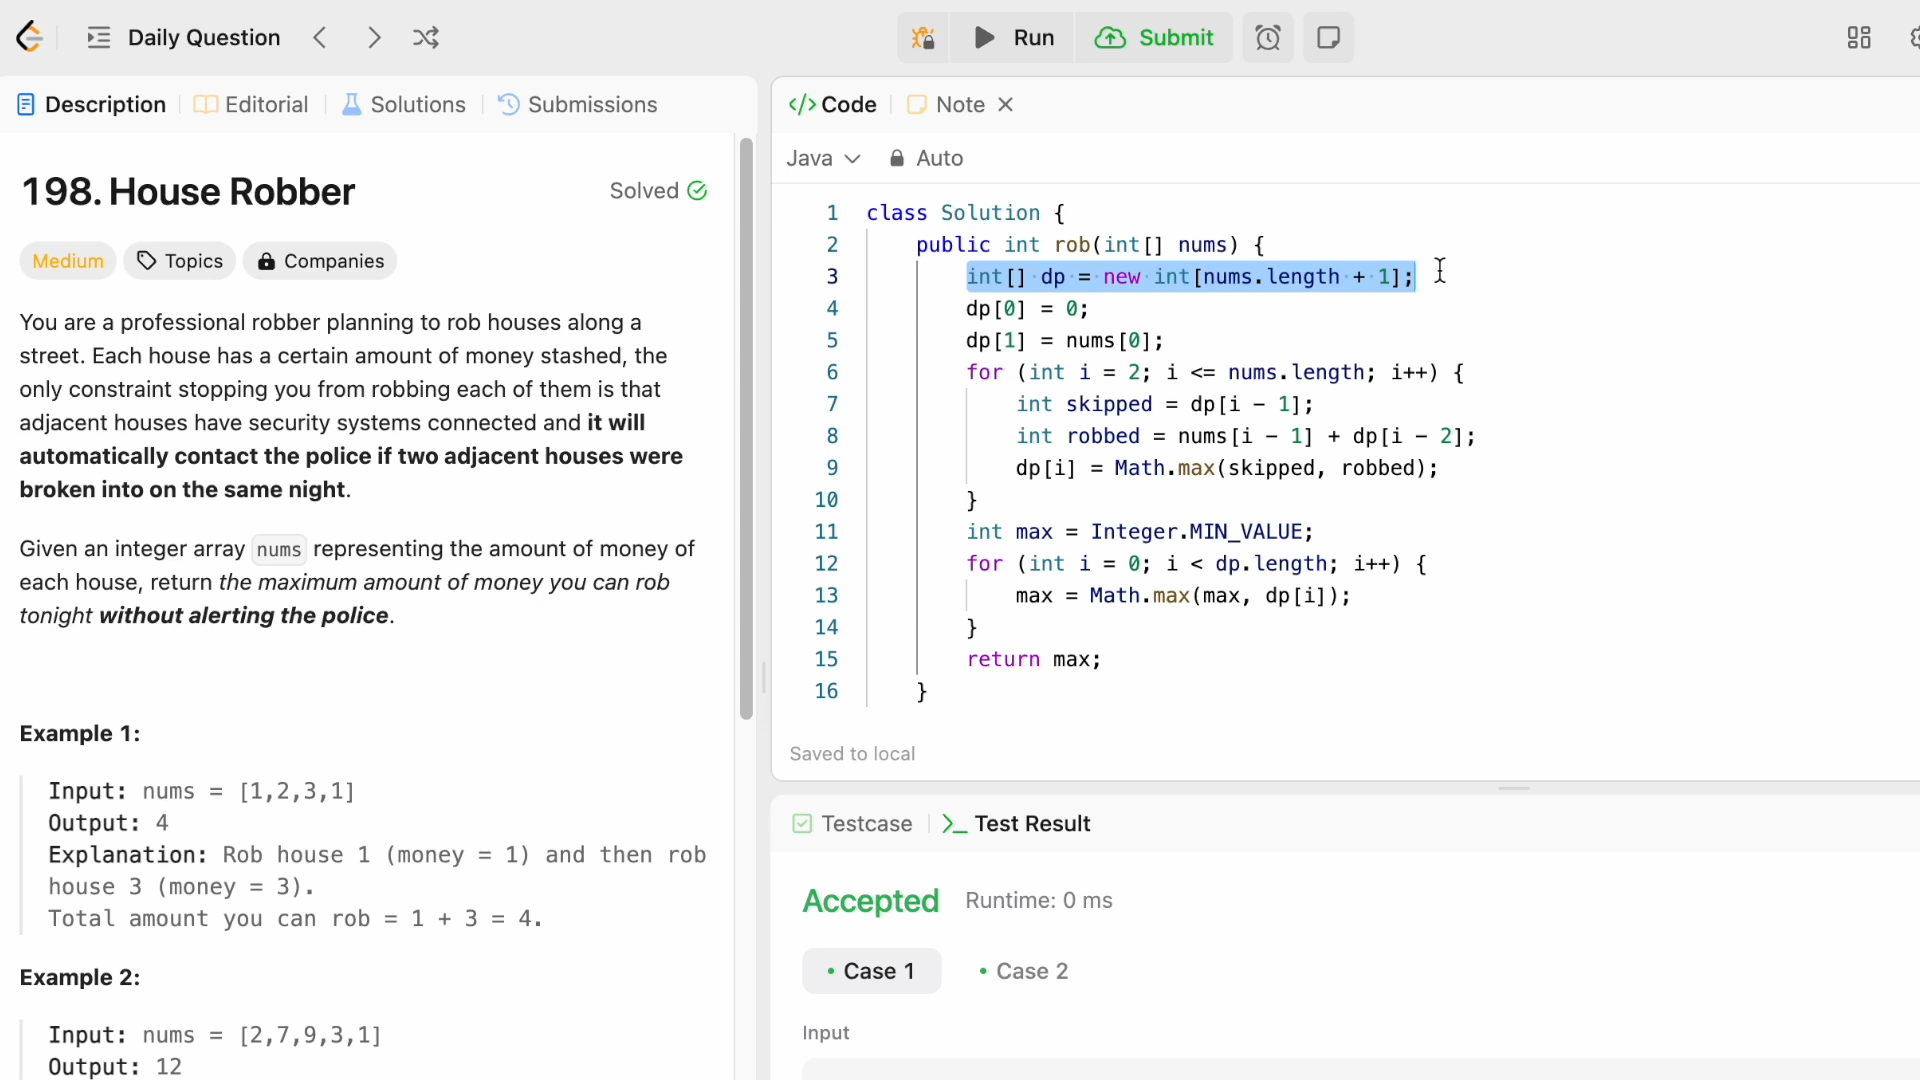 Daily Question
Run
Submit
Description
Editorial
Solutions
Submissions
198. House Robber
Solved
Medium
Topics
Companies
You are a professional robber planning to rob houses along a
street. Each house has a certain amount of money stashed, the
only constraint stopping you from robbing each of them is that
adjacent houses have security systems connected and it will
automatically contact the police if two adjacent houses were
broken into on the same night.
Given an integer array nums representing the amount of money of
each house, return the maximum amount of money you can rob
tonight without alerting the police.
Example 1:
Input: nums = [1,2,3,1]
Output: 4
Explanation: Rob house 1 (money = 1) and then rob
house 3 (money = 3).
Total amount you can rob = 1 + 3 = 4.
Example 2:
Input: nums = [2,7,9,3,1]
Output: 12
</> Code
Note
Java
Auto
1 class Solution {
2 public int rob(int[] nums) {
3 int[] dp = new int[nums.length + 1];
4 dp[0] = 0;
5 dp[1] = nums[0];
6 for (int i = 2; i <= nums.length; i++) {
7 int skipped = dp[i - 1];
8 int robbed = nums[i - 1] + dp[i - 2];
9 dp[i] = Math.max(skipped, robbed);
10 }
11 int max = Integer.MIN_VALUE;
12 for (int i = 0; i < dp.length; i++) {
13 max = Math.max(max, dp[i]);
14 }
15 return max;
16 }
Saved to local
Testcase
>_ Test Result
Accepted
Runtime: 0 ms
• Case 1
• Case 2
Input